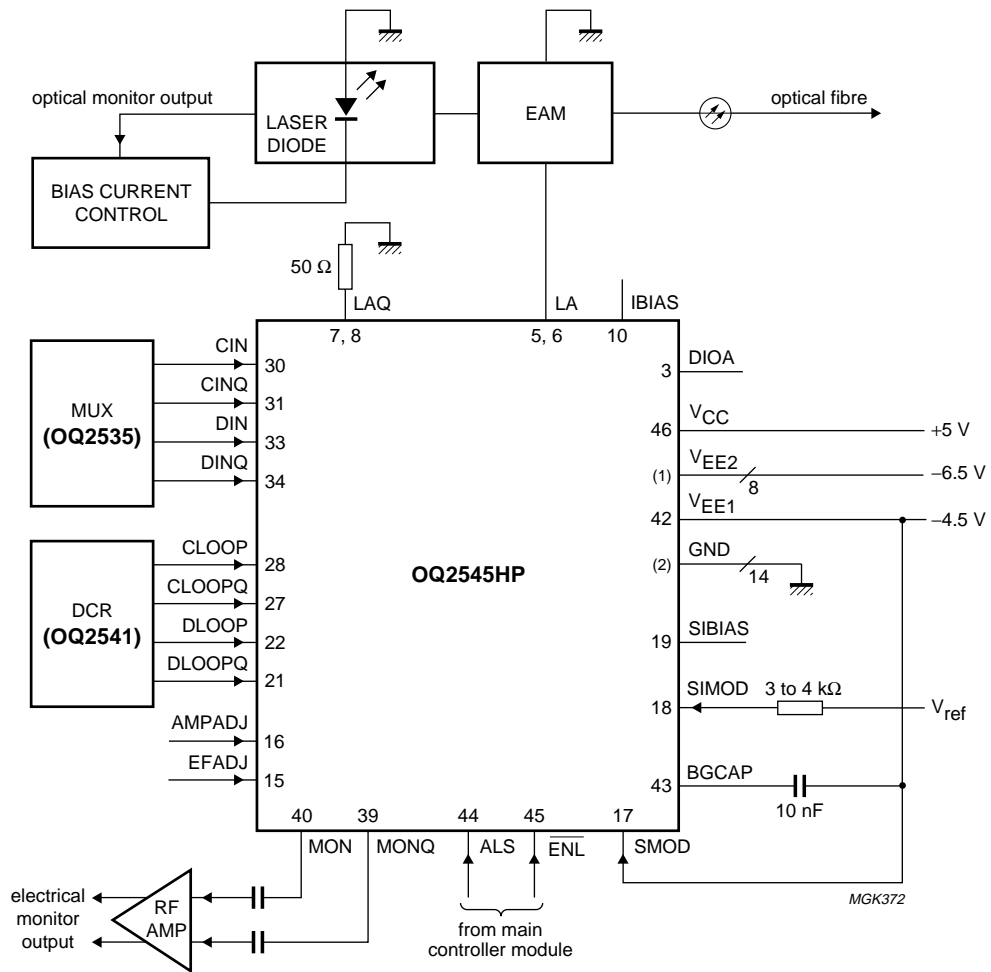 optical monitor output
LASER
DIODE
EAM
optical fibre
BIAS CURRENT
CONTROL
50 Ω
LAQ
LA
IBIAS
7, 8
5, 6
10
MUX
(OQ2535)
CIN
30
CINQ
31
DIN
33
DINQ
34
DCR
(OQ2541)
CLOOP
28
CLOOPQ
27
DLOOP
22
DLOOPQ
21
AMPADJ
16
EFADJ
15
OQ2545HP
3
DIOA
46
VCC
+5 V
(1)
VEE2
8
−6.5 V
42
VEE1
−4.5 V
(2)
GND
14
19
SIBIAS
18
SIMOD
3 to 4 kΩ
Vref
43
BGCAP
10 nF
40
39
44
45
17
MON
MONQ
ALS
ENL
SMOD
electrical
monitor
output
RF
AMP
from main
controller module
MGK372